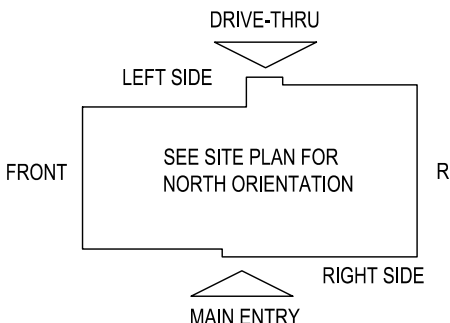 DRIVE-THRU
LEFT SIDE
FRONT
SEE SITE PLAN FOR
NORTH ORIENTATION
R
RIGHT SIDE
MAIN ENTRY